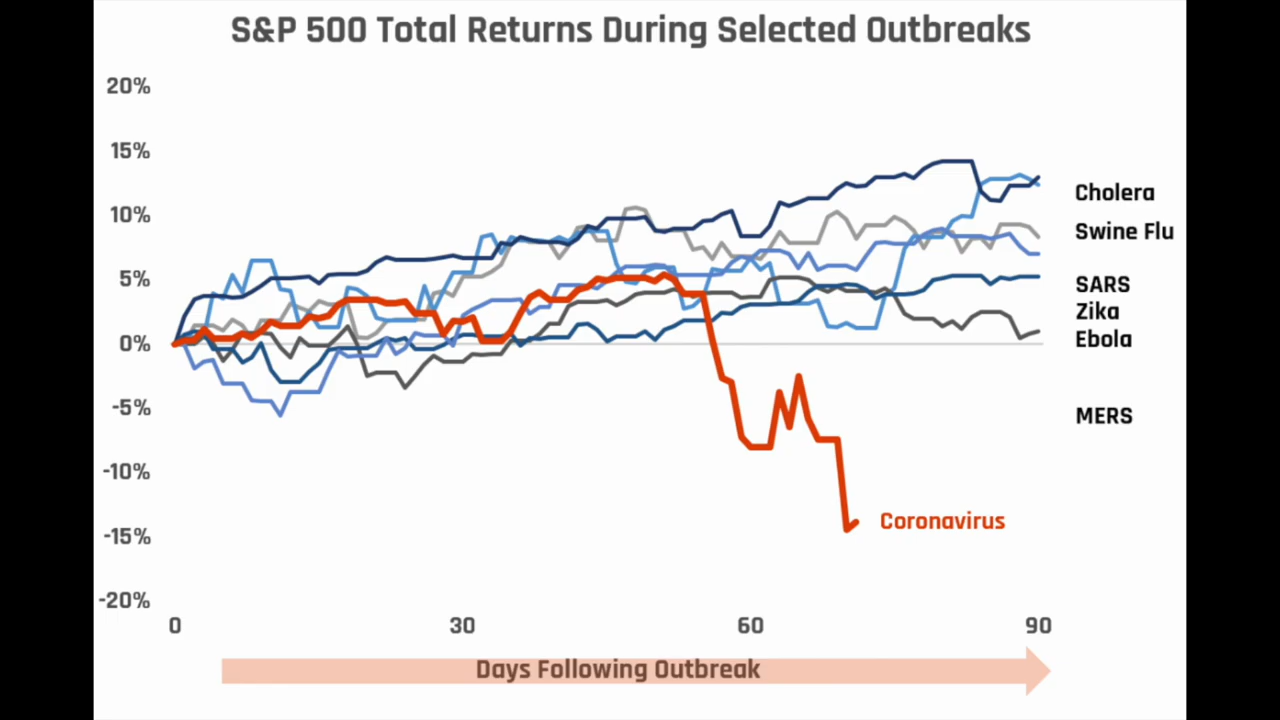 S&P 500 Total Returns During Selected Outbreaks
20%
15%
10%
5%
0%
-5%
-10%
-15%
-20%
Cholera
Swine Flu
SARS
Zika
Ebola
MERS
Coronavirus
0 30 60 90
Days Following Outbreak